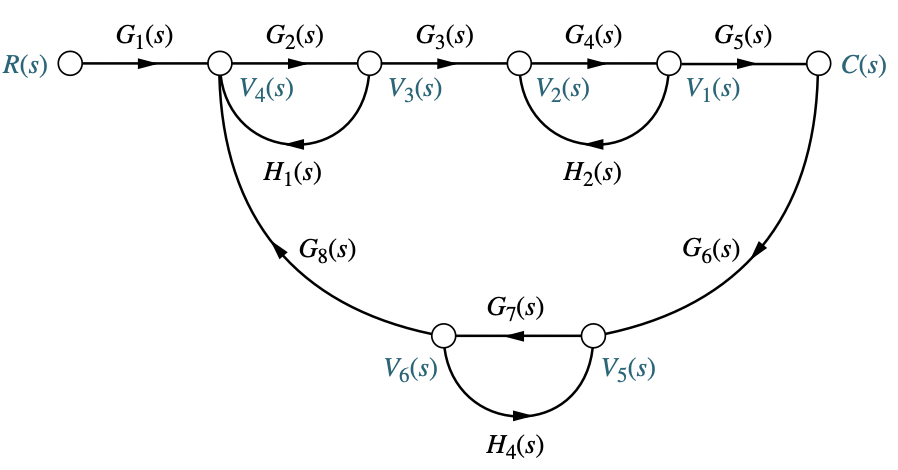 G₁(s) G₂(s) G₃(s) G₄(s) G₅(s)
R(s) C(s)
V₄(s) V₃(s) V₂(s) V₁(s)
H₁(s) H₂(s)
G₈(s) G₆(s)
G₇(s)
V₆(s) V₅(s)
H₄(s)